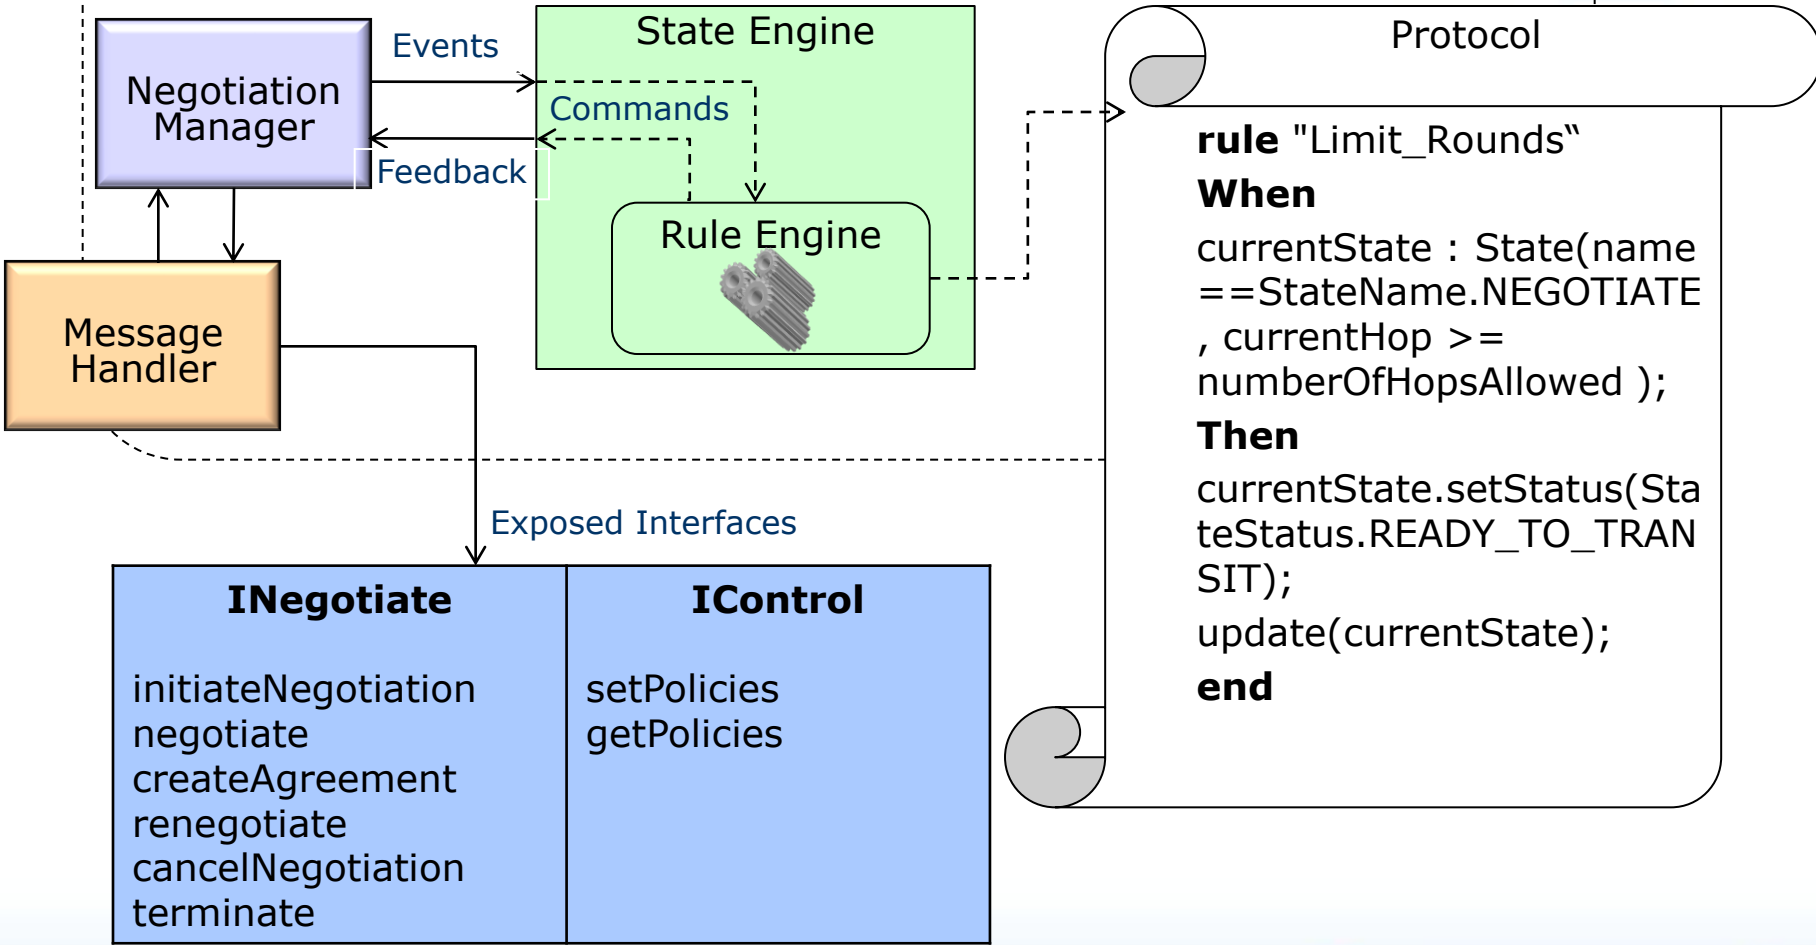 Negotiation
Manager
Events
Commands
Feedback
State Engine
Rule Engine
Message
Handler
Exposed Interfaces
INegotiate
initiateNegotiation
negotiate
createAgreement
renegotiate
cancelNegotiation
terminate
IControl
setPolicies
getPolicies
Protocol
rule "Limit_Rounds“
When
currentState : State(name
==StateName.NEGOTIATE
, currentHop >=
numberOfHopsAllowed );
Then
currentState.setStatus(Sta
teStatus.READY_TO_TRAN
SIT);
update(currentState);
end